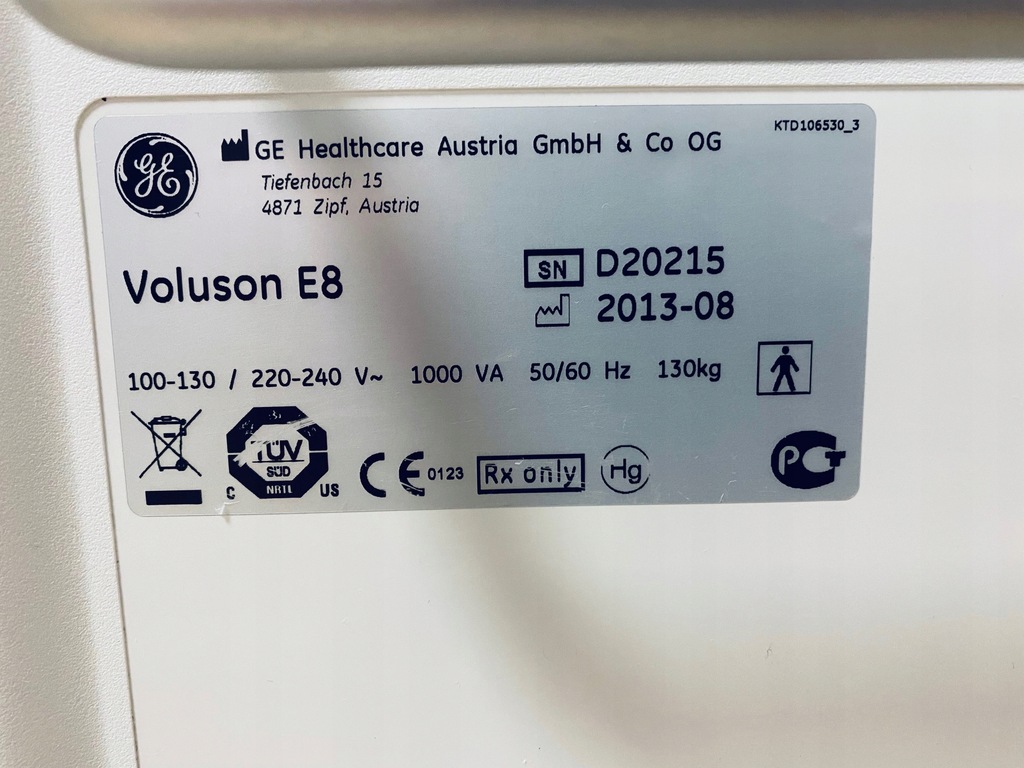 GE
GE Healthcare Austria GmbH & Co OG
KTD106530_3
Tiefenbach 15
4871 Zipf, Austria
Voluson E8
SN D20215
2013-08
100-130 / 220-240 V~ 1000 VA 50/60 Hz 130kg
TÜV
SÜD
NRTL
C US
CE 0123
Rx only
Hg
PCT